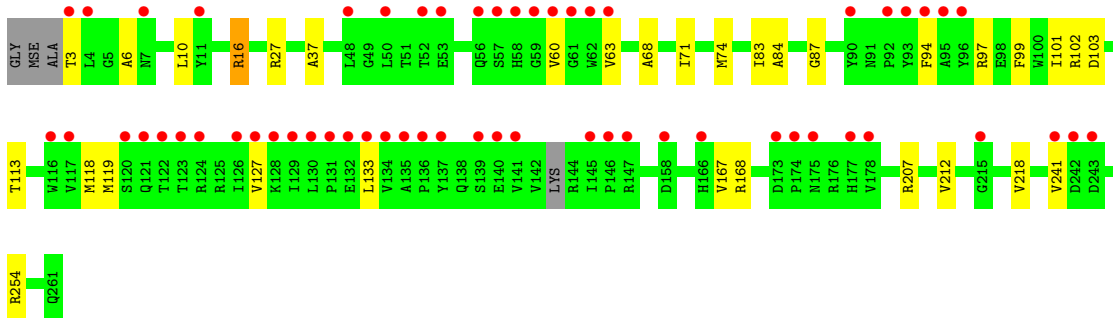 GLY MSE ALA T3 L4 G5 A6 N7 L10 Y11 R16 R27 A37 L48 G49 L50 T51 T52 E53 Q56 S57 H58 G59 V60 G61 W62 V63 A68 I71 M74 I83 A84 G87 Y90 N91 P92 Y93 F94 A95 Y96 R97 E98 F99 W100 I101 R102 D103
T113 W116 V117 M118 M119 S120 Q121 T122 T123 R124 R125 I126 V127 K128 I129 L130 P131 E132 L133 V134 A135 P136 Y137 Q138 S139 E140 V141 V142 LYS R144 I145 P146 R147 D158 H166 V167 R168 D173 P174 N175 R176 H177 V178 R207 V212 G215 V218 V241 D242 D243
R254 Q261